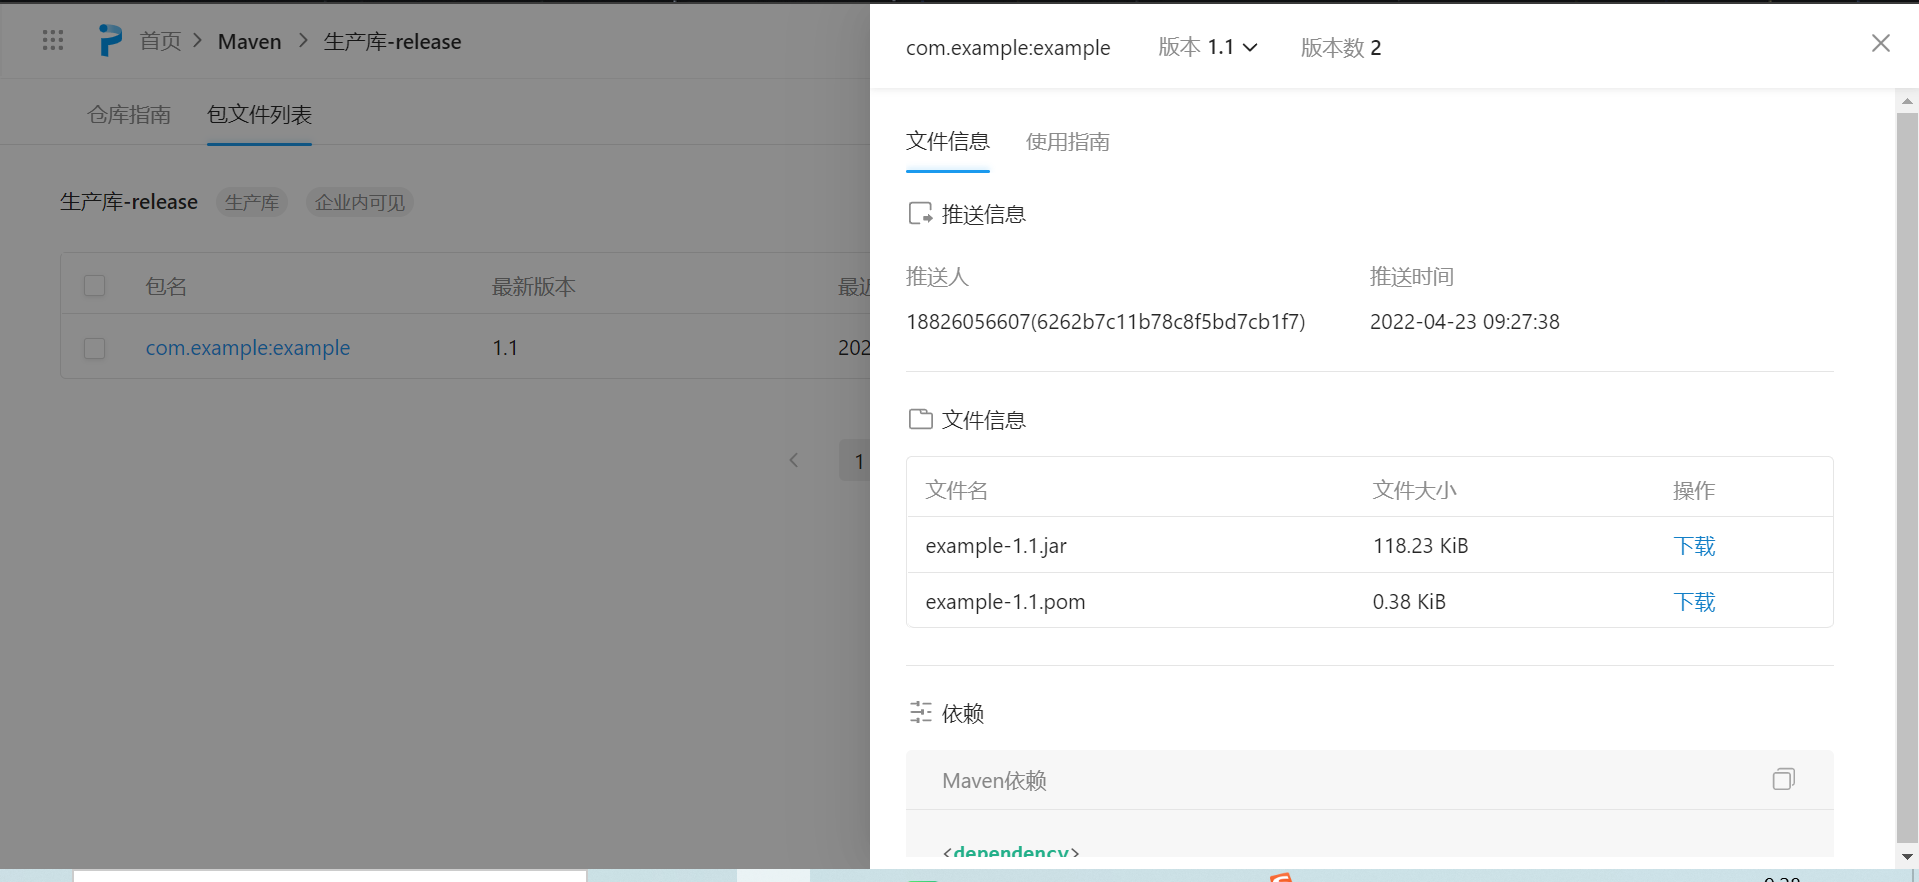 首页 > Maven > 生产库-release
仓库指南 包文件列表
生产库-release 生产库 企业内可见
包名 最新版本
com.example:example 1.1 202
1
com.example:example 版本 1.1 版本数 2
文件信息 使用指南
推送信息
推送人 推送时间
18826056607(6262b7c11b78c8f5bd7cb1f7) 2022-04-23 09:27:38
文件信息
文件名 文件大小 操作
example-1.1.jar 118.23 KiB 下载
example-1.1.pom 0.38 KiB 下载
依赖
Maven依赖
<dependency>